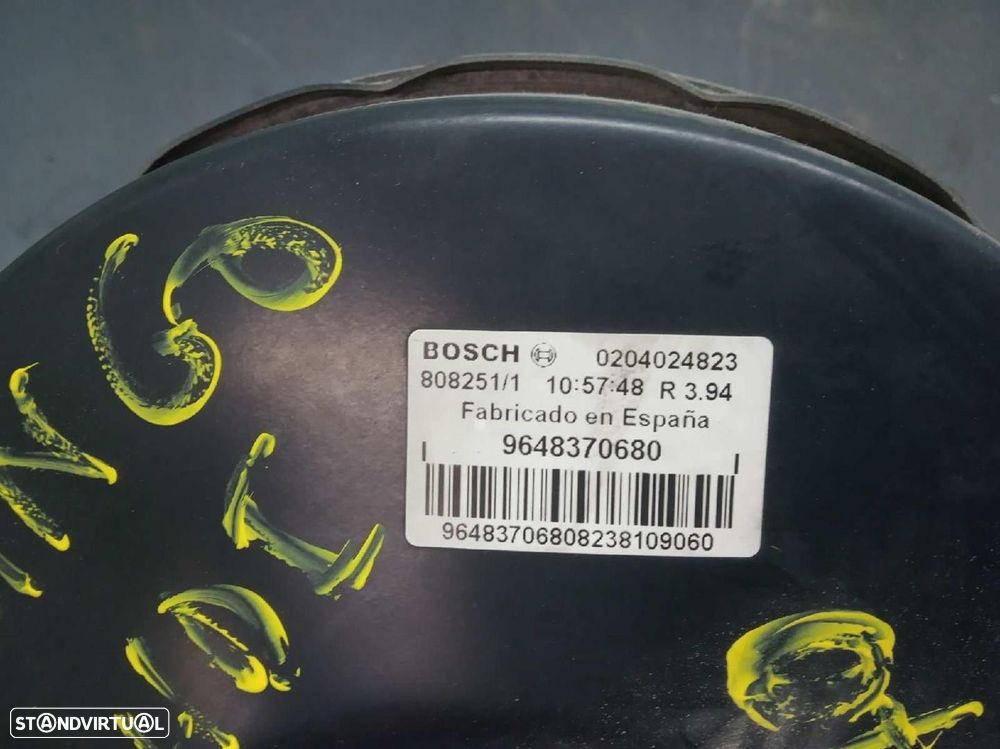 BOSCH 0204024823
808251/1 10:57:48 R 3.94
Fabricado en España
9648370680
96483706808238109060
STANDVIRTUAL